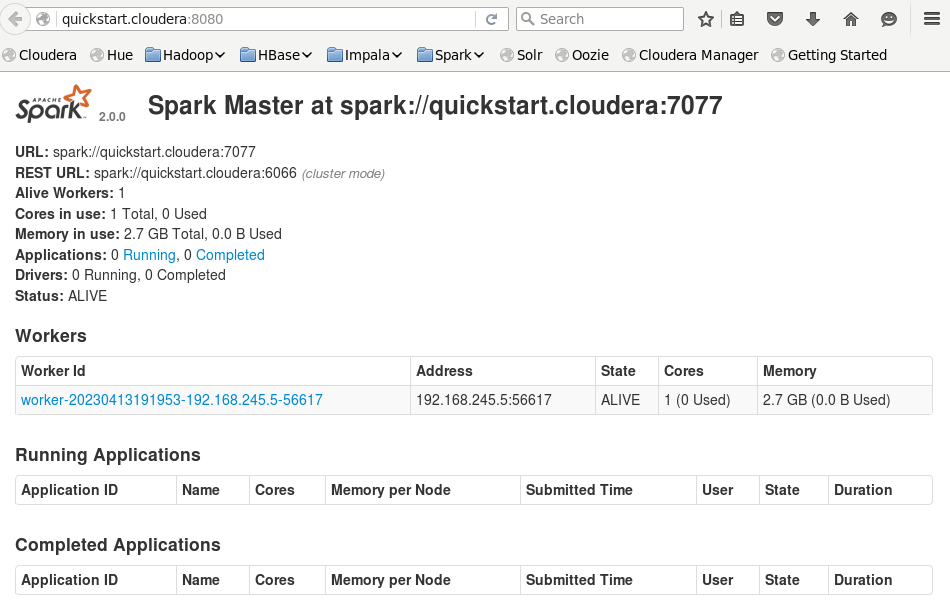 quickstart.cloudera:8080 Search
Cloudera Hue Hadoop HBase Impala Spark Solr Oozie Cloudera Manager Getting Started
APACHE Spark 2.0.0 Spark Master at spark://quickstart.cloudera:7077
URL: spark://quickstart.cloudera:7077
REST URL: spark://quickstart.cloudera:6066 (cluster mode)
Alive Workers: 1
Cores in use: 1 Total, 0 Used
Memory in use: 2.7 GB Total, 0.0 B Used
Applications: 0 Running, 0 Completed
Drivers: 0 Running, 0 Completed
Status: ALIVE
Workers
Worker Id Address State Cores Memory
worker-20230413191953-192.168.245.5-56617 192.168.245.5:56617 ALIVE 1 (0 Used) 2.7 GB (0.0 B Used)
Running Applications
Application ID Name Cores Memory per Node Submitted Time User State Duration
Completed Applications
Application ID Name Cores Memory per Node Submitted Time User State Duration